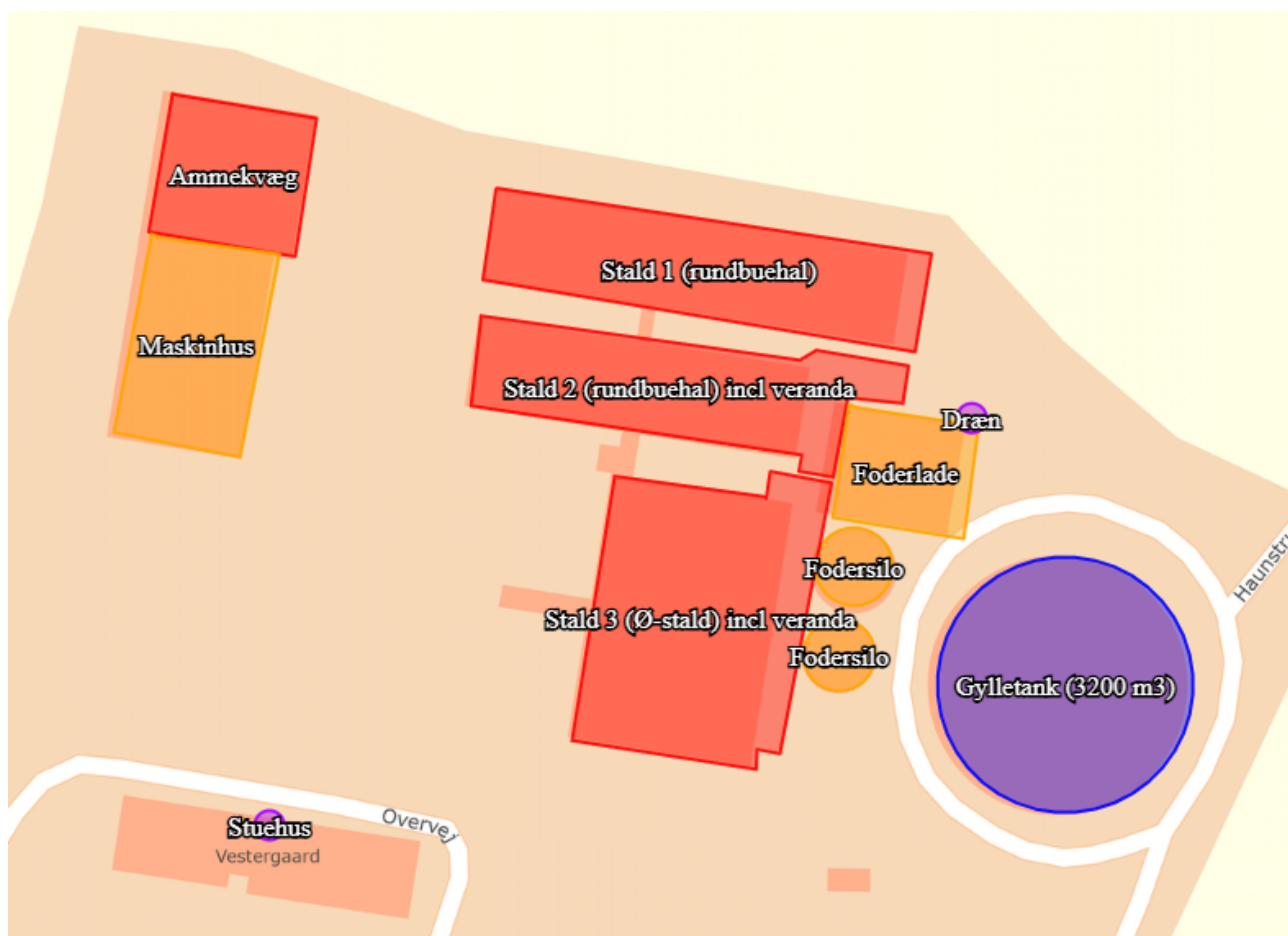 Ammekvæg
Stald 1 (rundbuehal)
Maskinhus
Stald 2 (rundbuehal) incl veranda
Dræn
Foderlade
Fodersilo
Stald 3 (Ø-stald) incl veranda
Fodersilo
Gylletank (3200 m3)
Overvej
Stuehus
Vestergaard